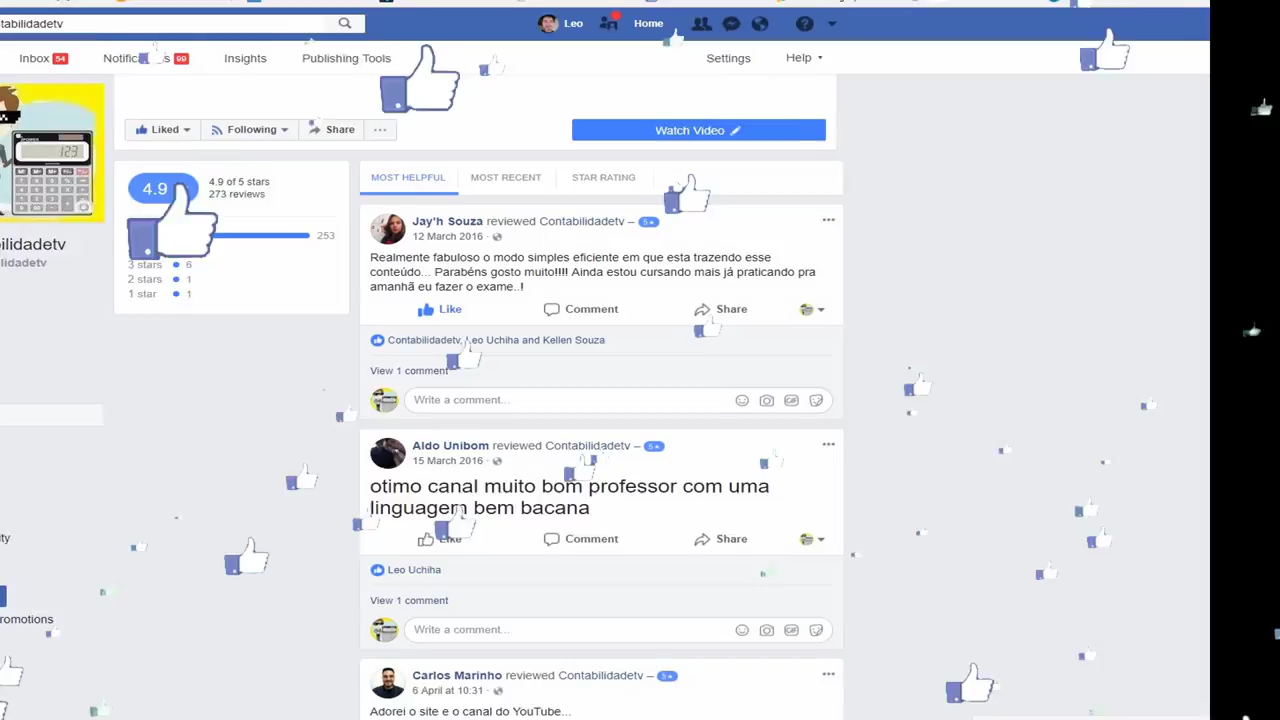 tabilidadetv
Leo
Home
Inbox 54
Insights
Publishing Tools
Settings
Help
Liked
Following
Share
Watch Video
123
4.9
4.9 of 5 stars
273 reviews
253
3 stars 6
2 stars 1
1 star 1
bilidadetv
ilidadetv
MOST HELPFUL
MOST RECENT
STAR RATING
Jay'h Souza reviewed Contabilidadetv – 5
12 March 2016
Realmente fabuloso o modo simples eficiente em que esta trazendo esse
conteúdo... Parabéns gosto muito!!!! Ainda estou cursando mais já praticando pra
amanhã eu fazer o exame..!
Like
Comment
Share
Contabilidadetv, Leo Uchiha and Kellen Souza
View 1 comment
Write a comment...
Aldo Unibom reviewed Contabilidadetv – 5
15 March 2016
otimo canal muito bom professor com uma
linguagem bem bacana
Like
Comment
Share
Leo Uchiha
View 1 comment
Write a comment...
ity
romotions
Carlos Marinho reviewed Contabilidadetv – 5
6 April at 10:31
Adorei o site e o canal do YouTube...